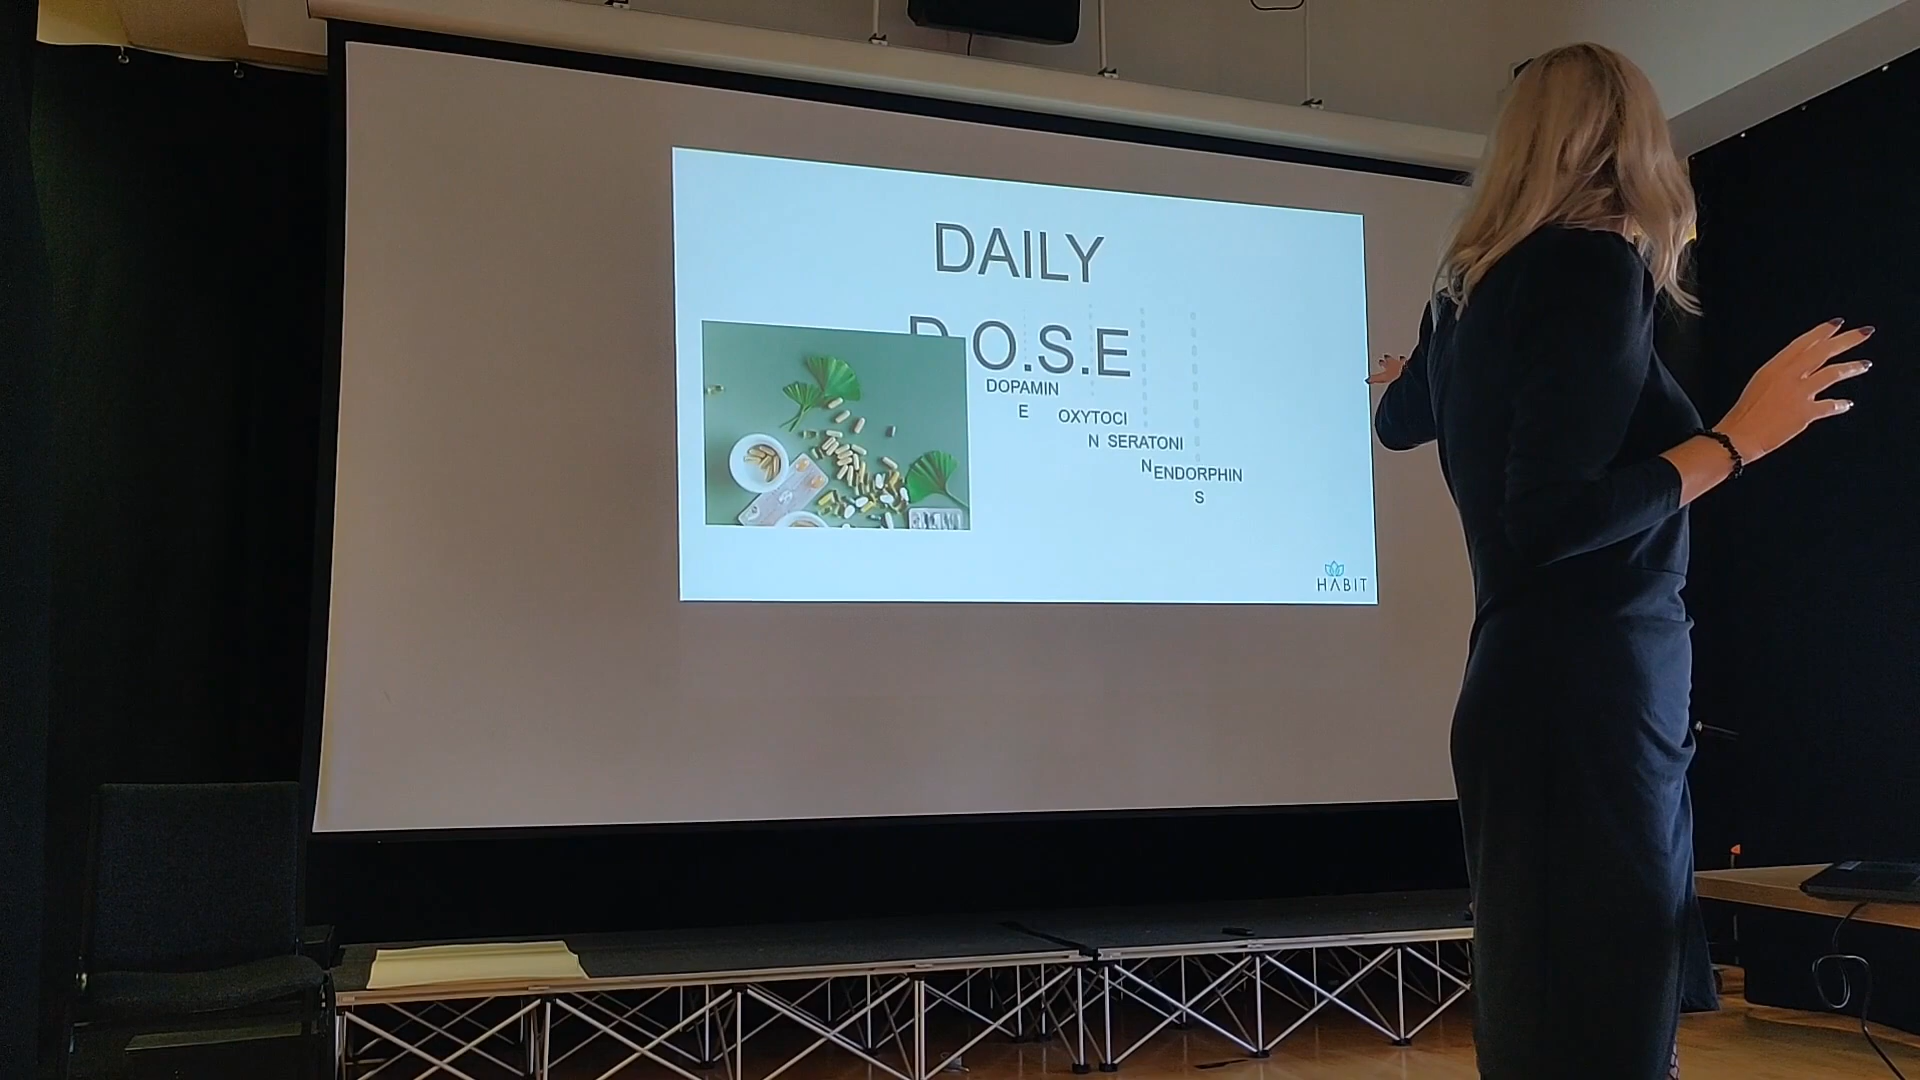 DAILY
D.O.S.E
DOPAMIN
E
OXYTOCI
N
SERATONI
N
ENDORPHIN
S
HABIT